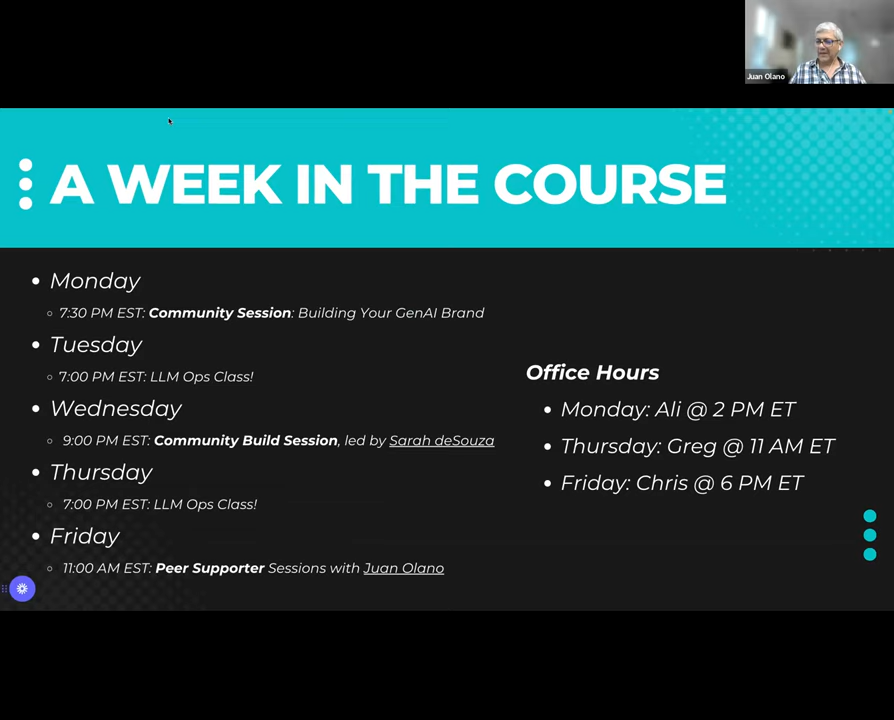 Juan Olano
A WEEK IN THE COURSE
Monday
7:30 PM EST: Community Session: Building Your GenAI Brand
Tuesday
7:00 PM EST: LLM Ops Class!
Wednesday
9:00 PM EST: Community Build Session, led by Sarah deSouza
Thursday
7:00 PM EST: LLM Ops Class!
Friday
11:00 AM EST: Peer Supporter Sessions with Juan Olano
Office Hours
Monday: Ali @ 2 PM ET
Thursday: Greg @ 11 AM ET
Friday: Chris @ 6 PM ET